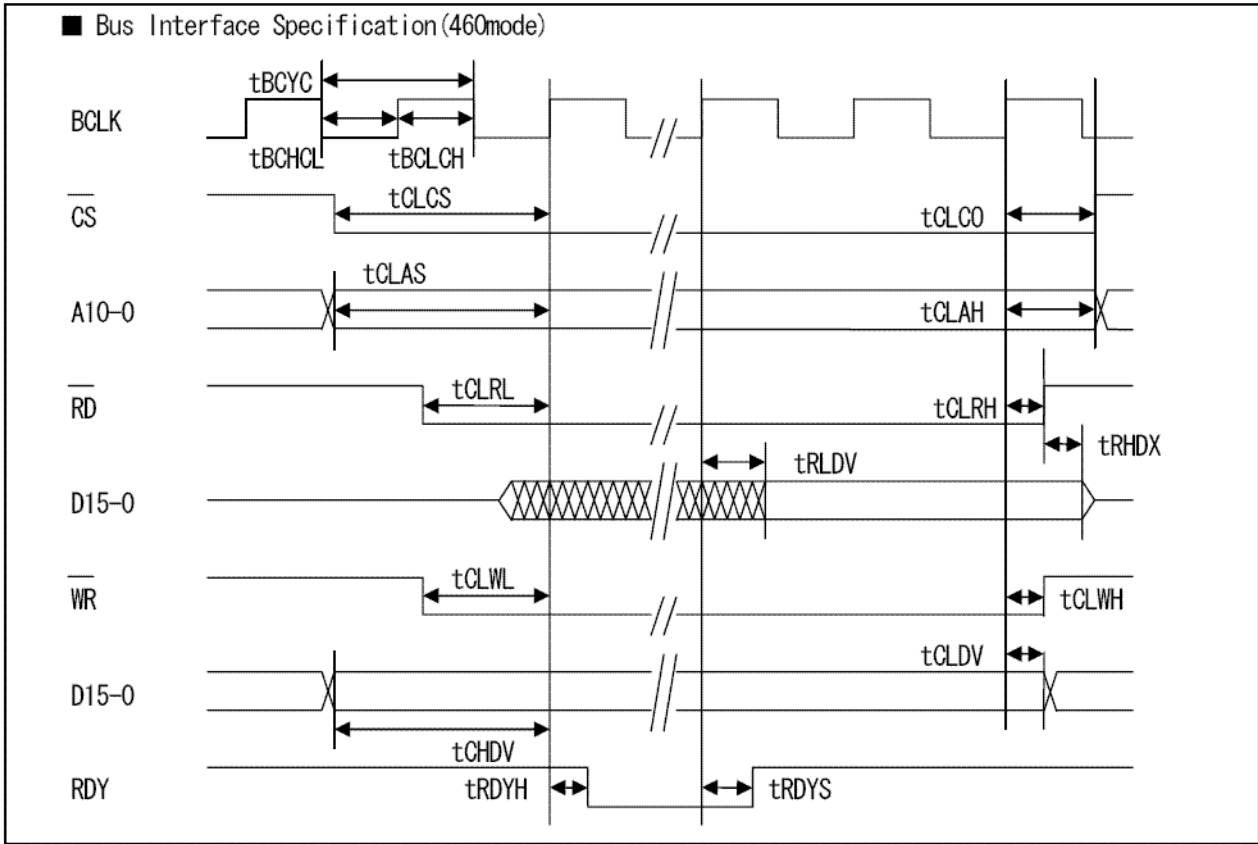 ■ Bus Interface Specification(460mode)
tBCYC
BCLK
tBCHCL
tBCLCH
CS
tCLCS
tCLCO
tCLAS
A10-0
tCLAH
RD
tCLRL
tCLRH
tRHDX
tRLDV
D15-0
WR
tCLWL
tCLWH
tCLDV
D15-0
tCHDV
RDY
tRDYH
tRDYS